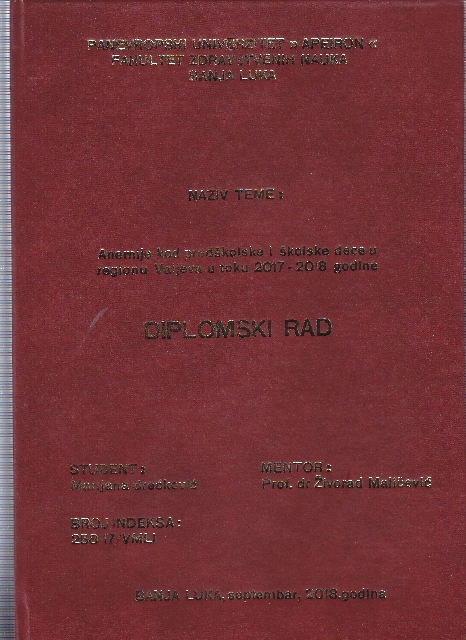 PANEVROPSKI UNIVERZITET » APEIRON «
FAKULTET ZDRAVSTVENIH NAUKA
BANJA LUKA
NAZIV TEME :
Anemije kod predškolske i školske dece u
regionu Valjeva u toku 2017 - 2018 godine
DIPLOMSKI RAD
STUDENT :
MENTOR :
Prof. dr Živorad Maličević
BROJ INDEKSA :
BANJA LUKA, septembar, 2018.godine